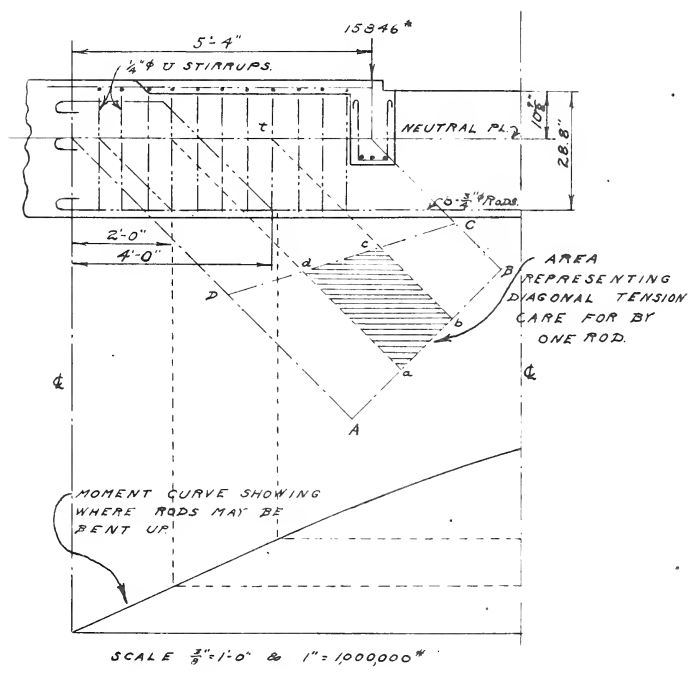 15846#
5'-4"
1/4"ϕ U STIRRUPS.
t
NEUTRAL PL.
28.8"
6-3/4"ϕ RODS.
2'-0"
4'-0"
C
c
d
B
D
b
a
A
AREA
REPRESENTING
DIAGONAL TENSION
CARE FOR BY
ONE ROD.
℄
℄
MOMENT CURVE SHOWING
WHERE RODS MAY BE
BENT UP.
SCALE 3/8"=1'-0" & 1"=1,000,000"#